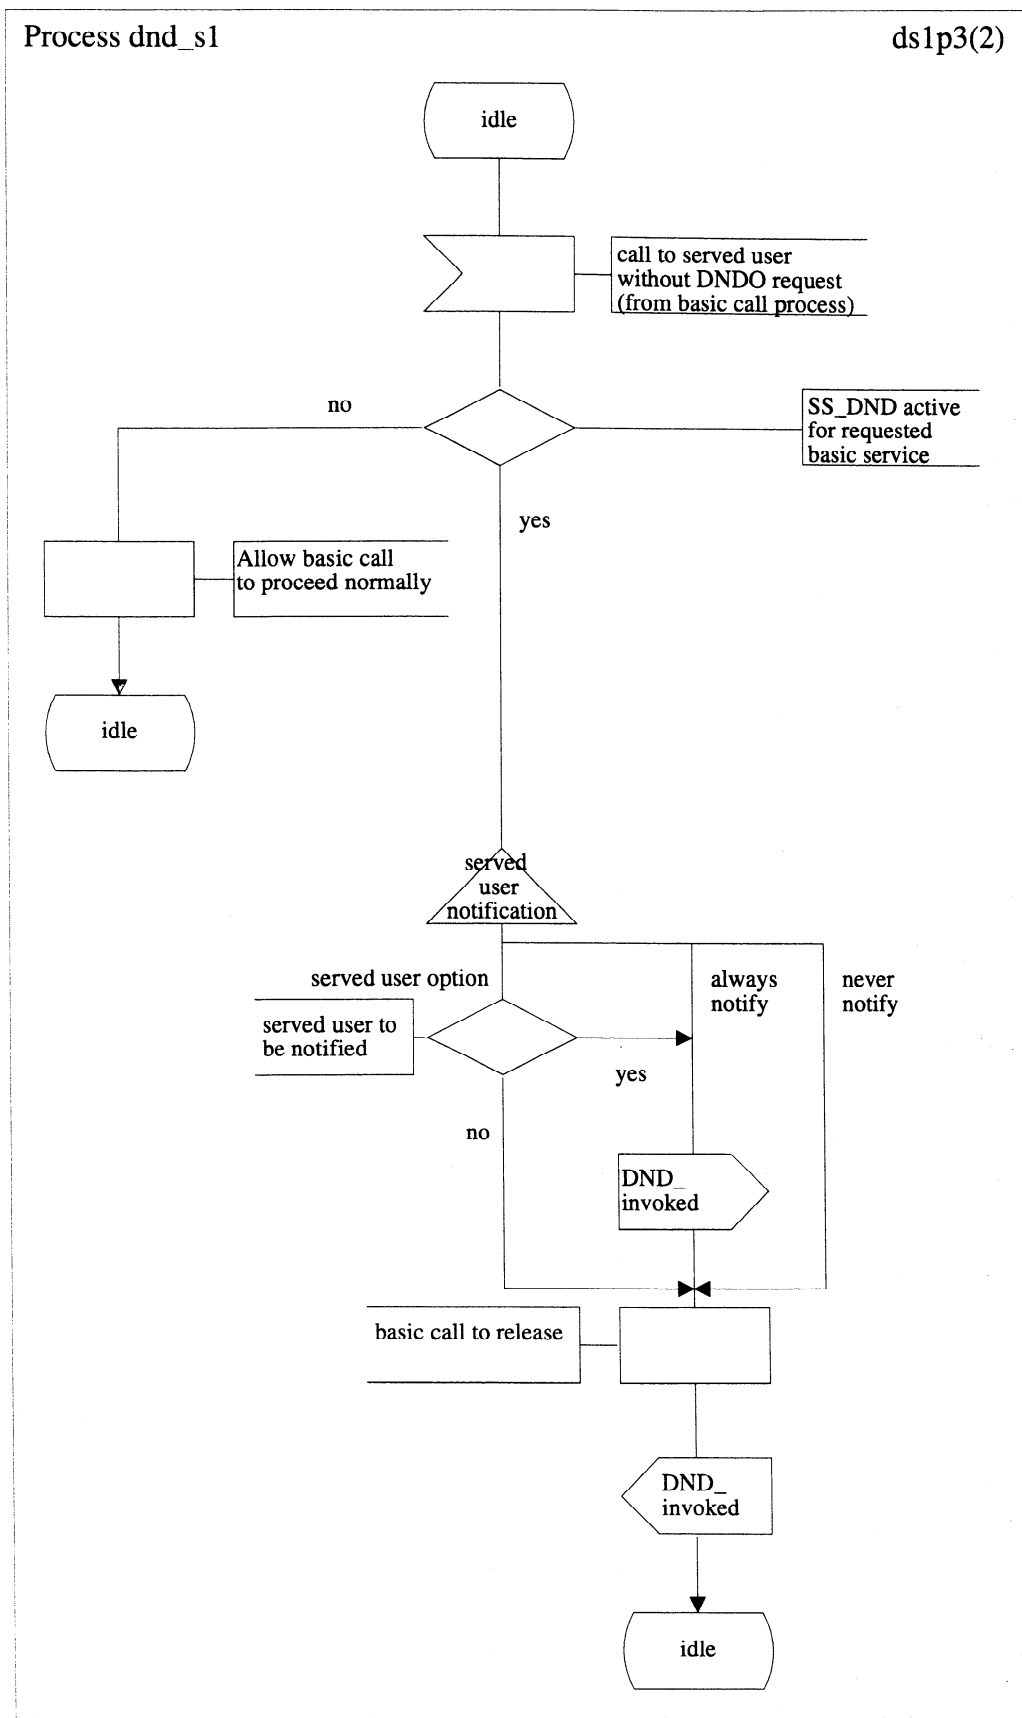 Process dnd_s1
ds1p3(2)
idle
call to served user
without DNDO request
(from basic call process)
no
SS_DND active
for requested
basic service
yes
Allow basic call
to proceed normally
idle
served
user
notification
served user option
always
notify
never
notify
served user to
be notified
yes
no
DND_
invoked
basic call to release
DND_
invoked
idle